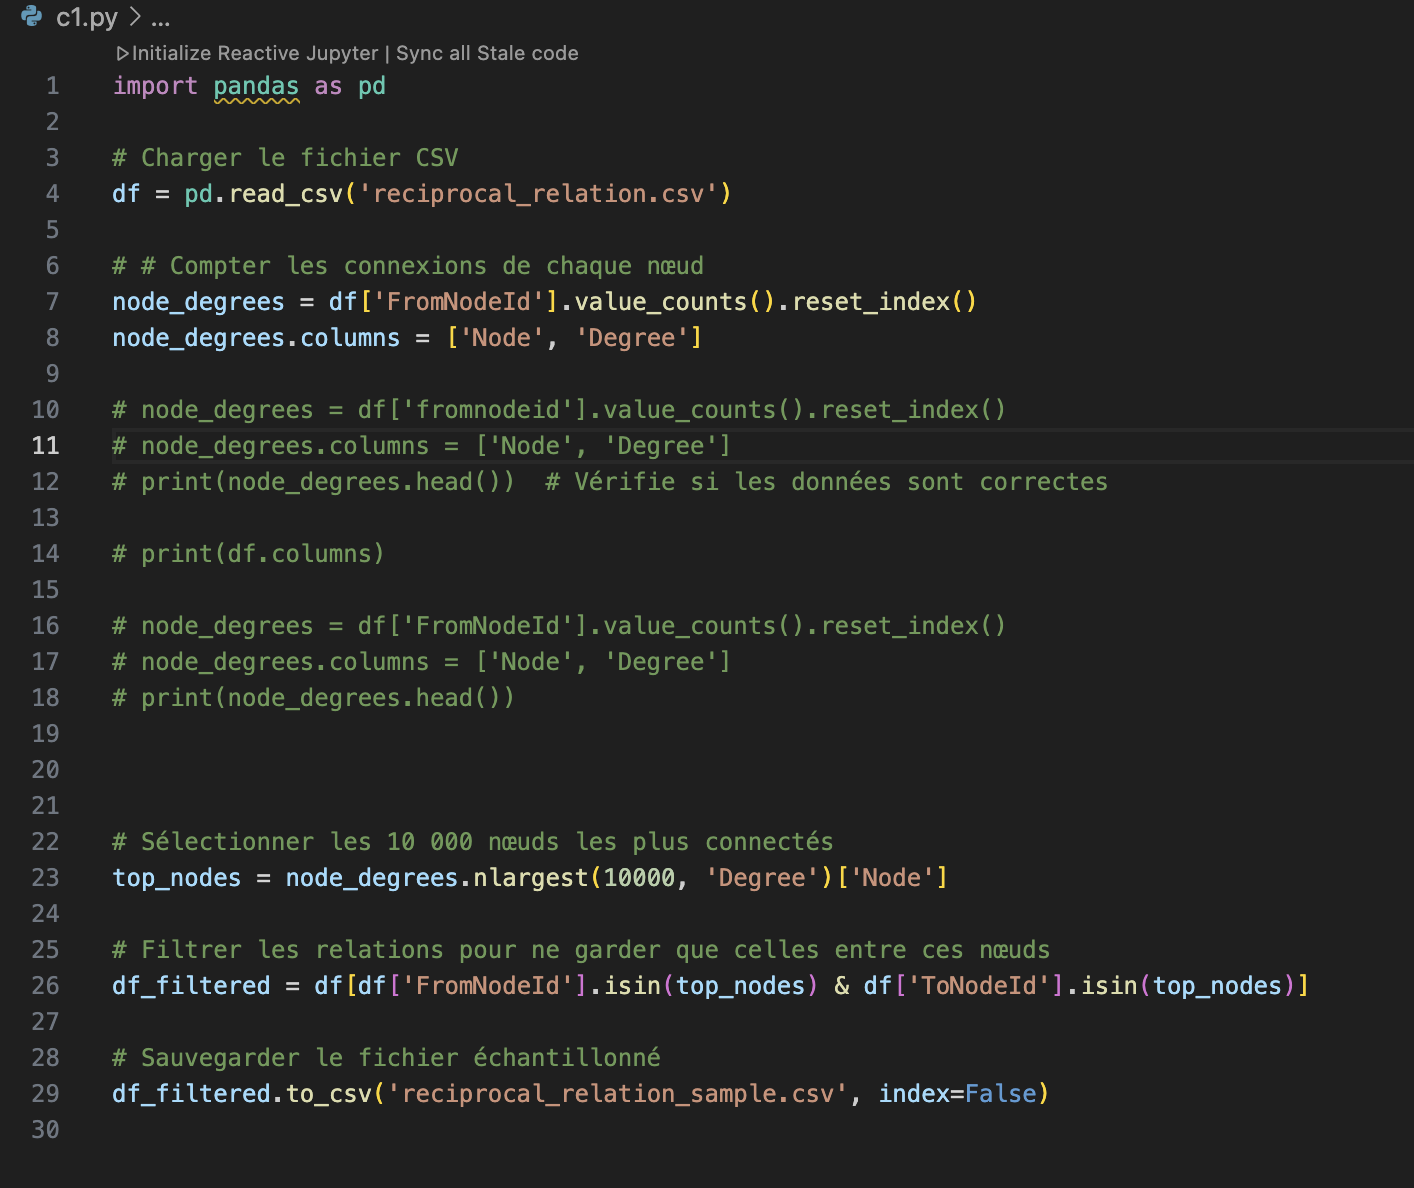 c1.py > ...
Initialize Reactive Jupyter | Sync all Stale code
1 import pandas as pd
2
3 # Charger le fichier CSV
4 df = pd.read_csv('reciprocal_relation.csv')
5
6 # # Compter les connexions de chaque nœud
7 node_degrees = df['FromNodeId'].value_counts().reset_index()
8 node_degrees.columns = ['Node', 'Degree']
9
10 # node_degrees = df['fromnodeid'].value_counts().reset_index()
11 # node_degrees.columns = ['Node', 'Degree']
12 # print(node_degrees.head())  # Vérifie si les données sont correctes
13
14 # print(df.columns)
15
16 # node_degrees = df['FromNodeId'].value_counts().reset_index()
17 # node_degrees.columns = ['Node', 'Degree']
18 # print(node_degrees.head())
19
20
21
22 # Sélectionner les 10 000 nœuds les plus connectés
23 top_nodes = node_degrees.nlargest(10000, 'Degree')['Node']
24
25 # Filtrer les relations pour ne garder que celles entre ces nœuds
26 df_filtered = df[df['FromNodeId'].isin(top_nodes) & df['ToNodeId'].isin(top_nodes)]
27
28 # Sauvegarder le fichier échantillonné
29 df_filtered.to_csv('reciprocal_relation_sample.csv', index=False)
30